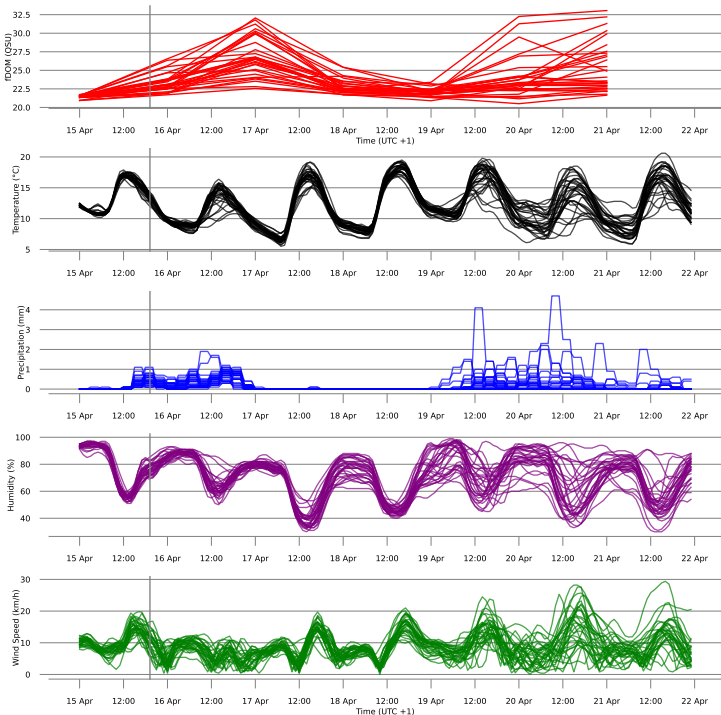 32.5
30.0
27.5
25.0
22.5
20.0
fDOM (QSU)
15 Apr 12:00 16 Apr 12:00 17 Apr 12:00 18 Apr 12:00 19 Apr 12:00 20 Apr 12:00 21 Apr 12:00 22 Apr
Time (UTC +1)
20
15
10
5
Temperature (°C)
15 Apr 12:00 16 Apr 12:00 17 Apr 12:00 18 Apr 12:00 19 Apr 12:00 20 Apr 12:00 21 Apr 12:00 22 Apr
4
3
2
1
0
Precipitation (mm)
15 Apr 12:00 16 Apr 12:00 17 Apr 12:00 18 Apr 12:00 19 Apr 12:00 20 Apr 12:00 21 Apr 12:00 22 Apr
100
80
60
40
Humidity (%)
15 Apr 12:00 16 Apr 12:00 17 Apr 12:00 18 Apr 12:00 19 Apr 12:00 20 Apr 12:00 21 Apr 12:00 22 Apr
30
20
10
0
Wind Speed (km/h)
15 Apr 12:00 16 Apr 12:00 17 Apr 12:00 18 Apr 12:00 19 Apr 12:00 20 Apr 12:00 21 Apr 12:00 22 Apr
Time (UTC +1)